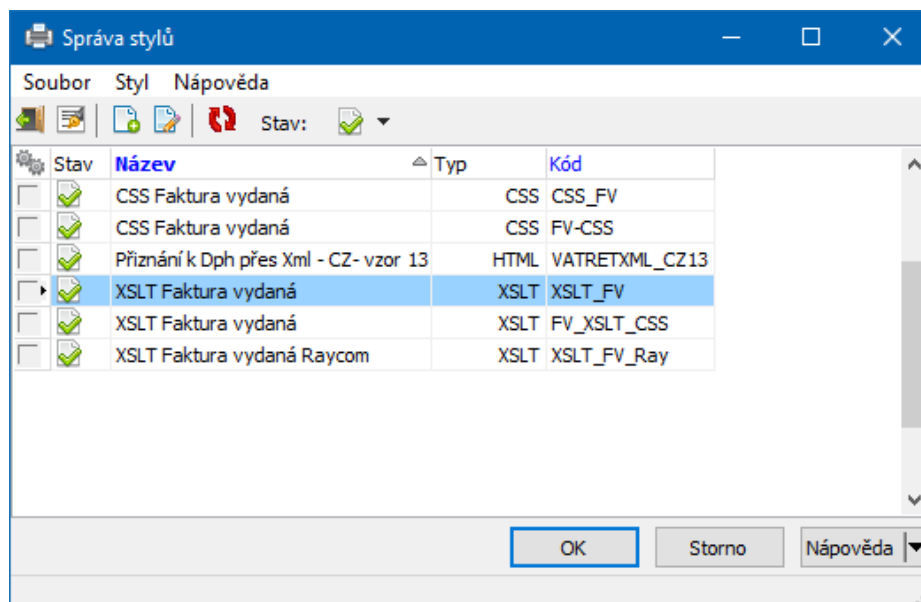 Správa stylů
Soubor Styl Nápověda
Stav:
Stav Název Typ Kód
CSS Faktura vydaná CSS CSS_FV
CSS Faktura vydaná CSS FV-CSS
Přiznání k Dph přes Xml - CZ- vzor 13 HTML VATRETXML_CZ13
XSLT Faktura vydaná XSLT XSLT_FV
XSLT Faktura vydaná XSLT FV_XSLT_CSS
XSLT Faktura vydaná Raycom XSLT XSLT_FV_Ray
OK Storno Nápověda